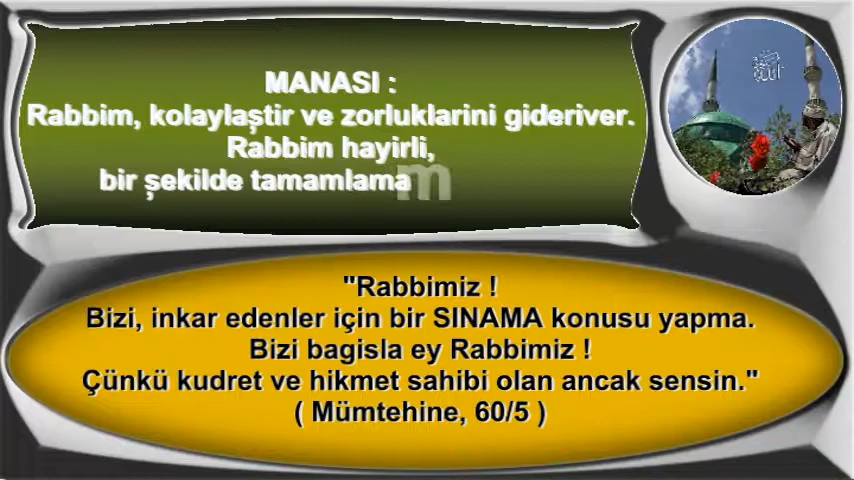 MANASI :
Rabbim, kolaylaştir ve zorluklarini gideriver.
Rabbim hayirli,
bir şekilde tamamlama m
"Rabbimiz !
Bizi, inkar edenler için bir SINAMA konusu yapma.
Bizi bagisla ey Rabbimiz !
Çünkü kudret ve hikmet sahibi olan ancak sensin."
( Mümtehine, 60/5 )